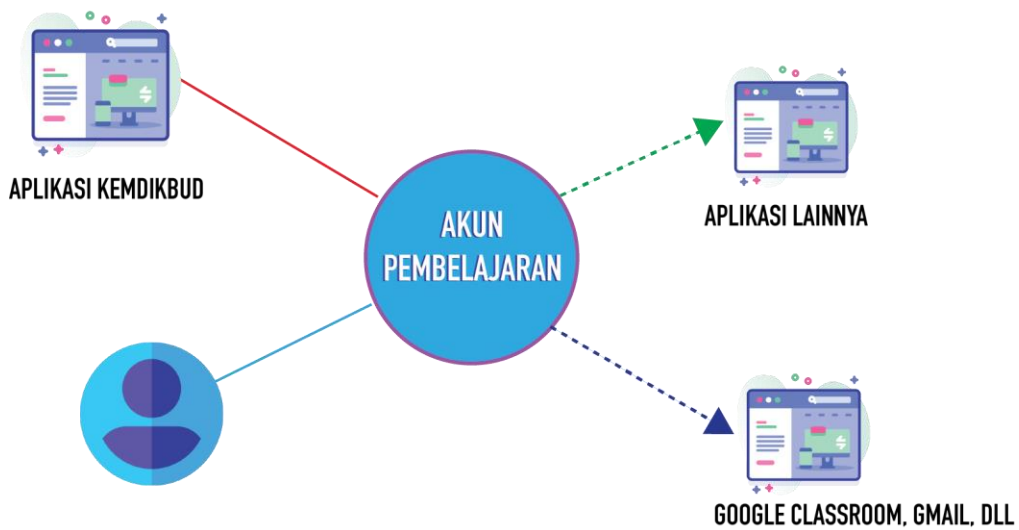 APLIKASI KEMDIKBUD
AKUN
PEMBELAJARAN
APLIKASI LAINNYA
GOOGLE CLASSROOM, GMAIL, DLL